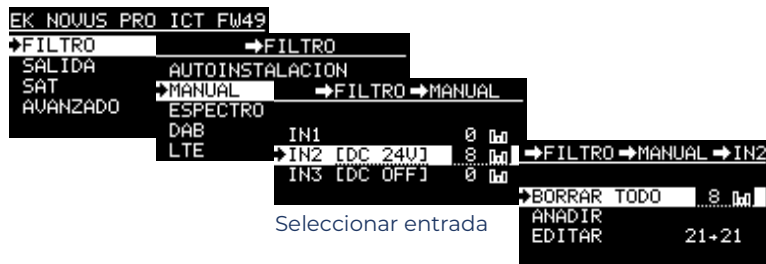 EK NOVUS PRO ICT FW49
→FILTRO
SALIDA
SAT
AVANZADO
→FILTRO
AUTOINSTALACION
→MANUAL
ESPECTRO
DAB
LTE
→FILTRO→MANUAL
IN1 0
→IN2 [DC 24V] 8
IN3 [DC OFF] 0
Seleccionar entrada
→FILTRO→MANUAL→IN2
→BORRAR TODO 8
ANADIR
EDITAR 21→21